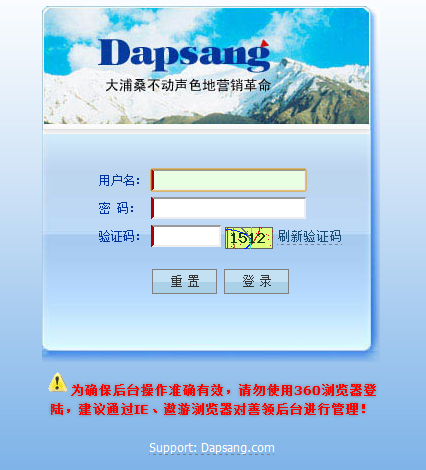 Dapsang
大浦桑不动声色地营销革命
用户名：
密 码：
验证码： 1512 刷新验证码
重 置 登 录
为确保后台操作准确有效，请勿使用360浏览器登
陆，建议通过IE、遨游浏览器对善领后台进行管理！
Support: Dapsang.com